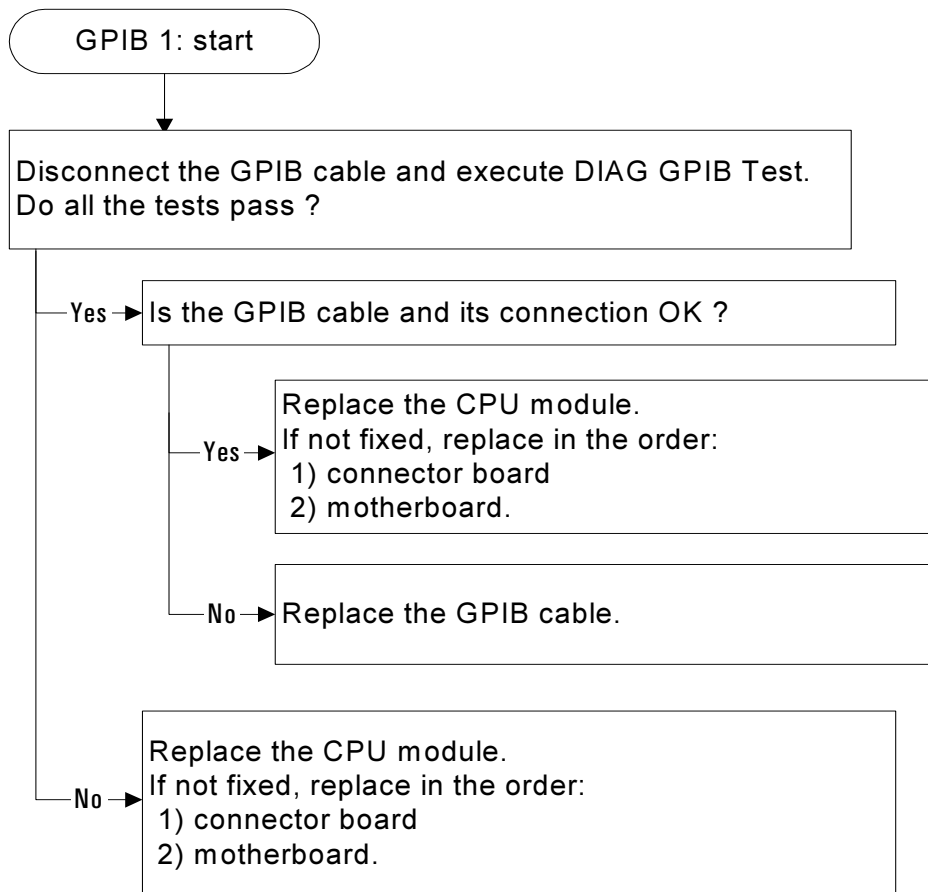 GPIB 1: start
Disconnect the GPIB cable and execute DIAG GPIB Test.
Do all the tests pass ?
Yes
Is the GPIB cable and its connection OK ?
Yes
Replace the CPU module.
If not fixed, replace in the order:
1) connector board
2) motherboard.
No
Replace the GPIB cable.
No
Replace the CPU module.
If not fixed, replace in the order:
1) connector board
2) motherboard.